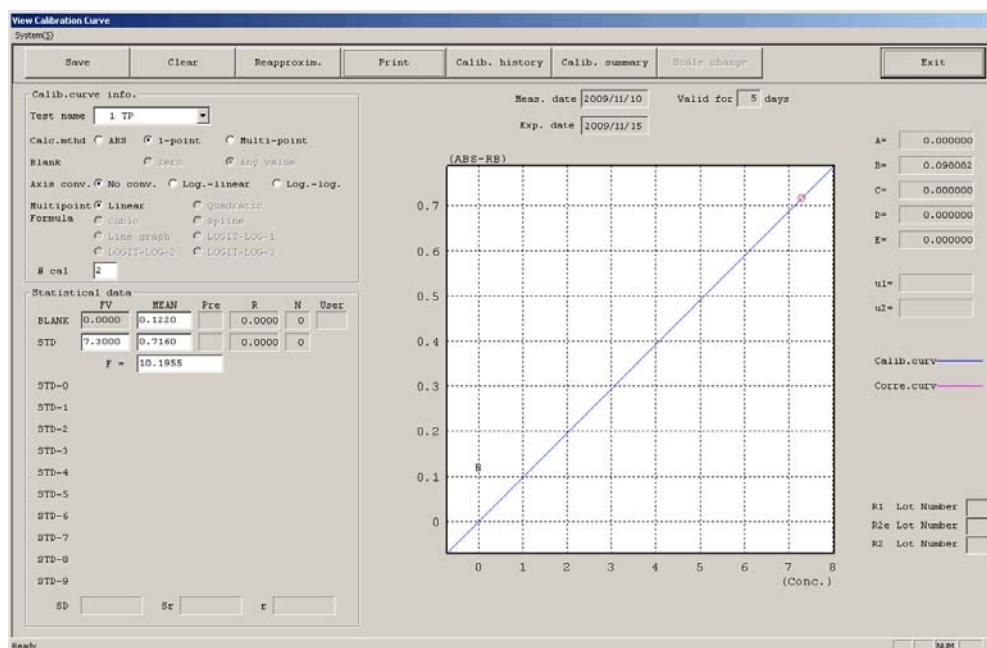 View Calibration Curve
System(S)
Save Clear Reapproxim. Print Calib. history Calib. summary Scale change Exit
Calib.curve info.
Test name 1 TP
Calc.mthd ABS 1-point Multi-point
Blank Zero Any value
Axis conv. No conv. Log.-linear Log.-log.
Multipoint Linear Quadratic
Formula Cubic Spline
Line graph LOGIT-LOG-1
LOGIT-LOG-2 LOGIT-LOG-3
# cal 2
Statistical data
FV MEAN Pre R N User
BLANK 0.0000 0.1220 0.0000 0
STD 7.3000 0.7160 0.0000 0
F = 10.1955
STD-0
STD-1
STD-2
STD-3
STD-4
STD-5
STD-6
STD-7
STD-8
STD-9
SD Sr r
Meas. date 2009/11/10 Valid for 5 days
Exp. date 2009/11/15
(ABS-RB)
0.7
0.6
0.5
0.4
0.3
0.2
0.1
0
B
0 1 2 3 4 5 6 7 8
(Conc.)
A= 0.000000
B= 0.098082
C= 0.000000
D= 0.000000
E= 0.000000
u1=
u2=
Calib.curv
Corre.curv
R1 Lot Number
R2e Lot Number
R2 Lot Number
Ready NUM